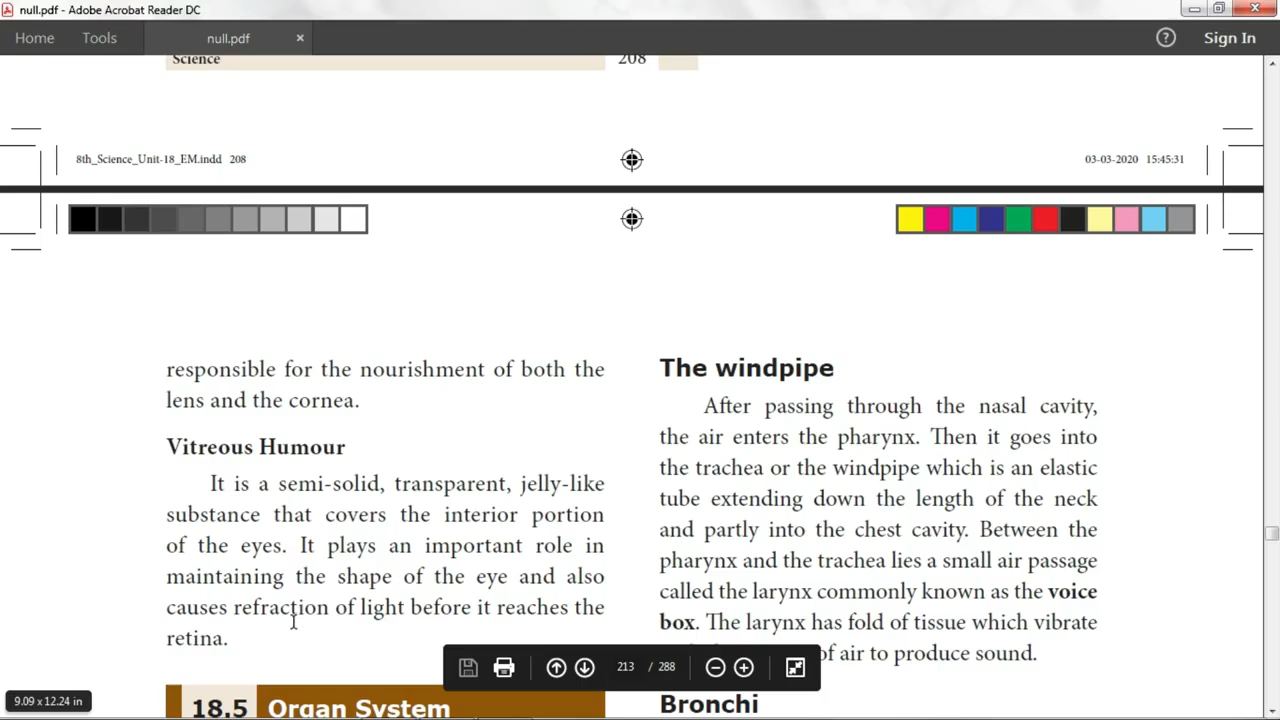 null.pdf - Adobe Acrobat Reader DC
Home
Tools
null.pdf
×
?
Sign In
Science
208
8th_Science_Unit-18_EM.indd 208
03-03-2020 15:45:31
responsible for the nourishment of both the
lens and the cornea.
Vitreous Humour
It is a semi-solid, transparent, jelly-like
substance that covers the interior portion
of the eyes. It plays an important role in
maintaining the shape of the eye and also
causes refraction of light before it reaches the
retina.
18.5 Organ System
The windpipe
After passing through the nasal cavity,
the air enters the pharynx. Then it goes into
the trachea or the windpipe which is an elastic
tube extending down the length of the neck
and partly into the chest cavity. Between the
pharynx and the trachea lies a small air passage
called the larynx commonly known as the voice
box. The larynx has fold of tissue which vibrate
of air to produce sound.
Bronchi
213 / 288
9.09 x 12.24 in